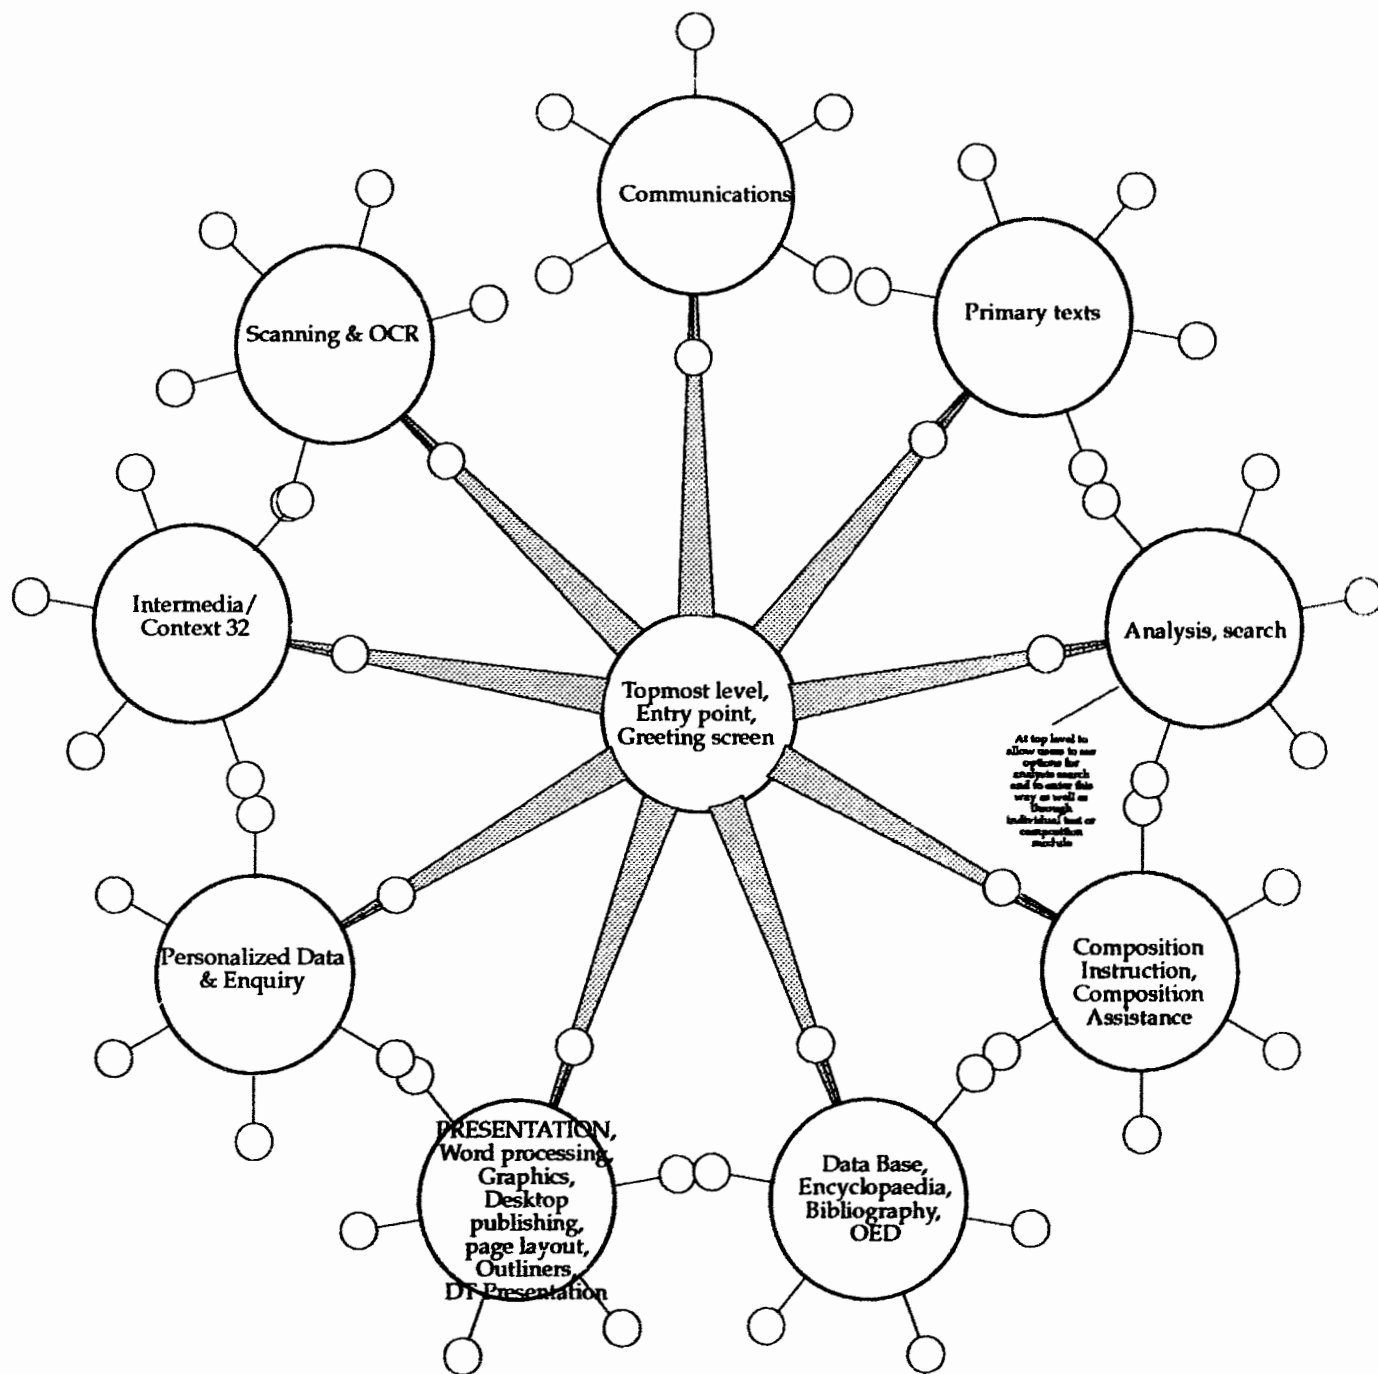 Communications
Primary texts
Scanning & OCR
Intermedia/
Context 32
Analysis, search
Topmost level,
Entry point,
Greeting screen
At top level to
allow users to see
options for
analysis search
and to enter this
way as well as
through
individual text or
composition
module
Personalized Data
& Enquiry
Composition
Instruction,
Composition
Assistance
PRESENTATION,
Word processing,
Graphics,
Desktop
publishing,
page layout,
Outliners,
DT Presentation
Data Base,
Encyclopaedia,
Bibliography,
OED